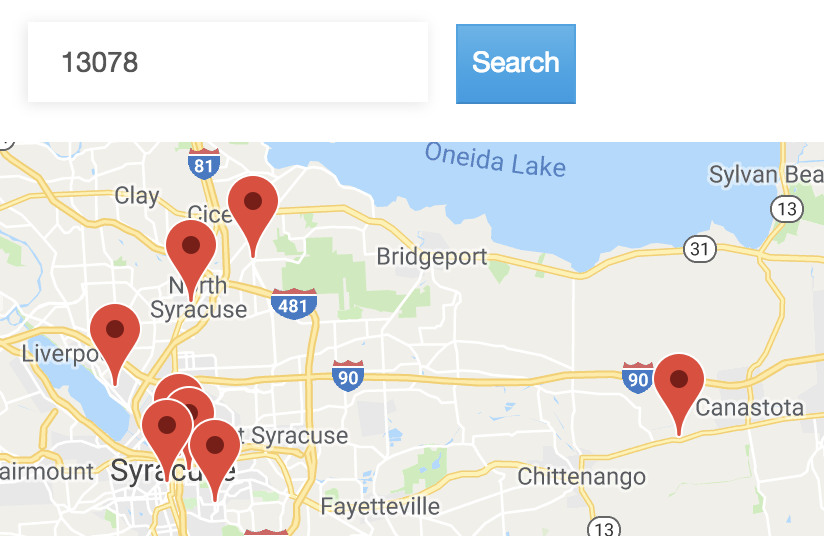 13078
Search
Oneida Lake
81
Sylvan Bea
Clay
13
Cice
31
Bridgeport
North
Syracuse
481
Liverpo
90
90
Canastota
t Syracuse
airmount
Syracuse
Chittenango
Fayetteville
13